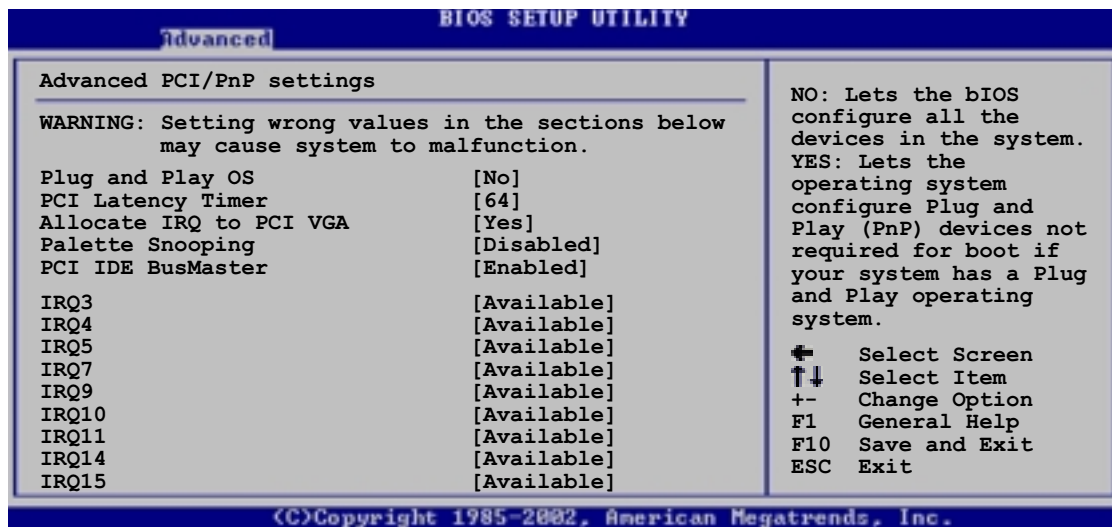 BIOS SETUP UTILITY
Advanced
Advanced PCI/PnP settings
WARNING: Setting wrong values in the sections below
may cause system to malfunction.
Plug and Play OS [No]
PCI Latency Timer [64]
Allocate IRQ to PCI VGA [Yes]
Palette Snooping [Disabled]
PCI IDE BusMaster [Enabled]
IRQ3 [Available]
IRQ4 [Available]
IRQ5 [Available]
IRQ7 [Available]
IRQ9 [Available]
IRQ10 [Available]
IRQ11 [Available]
IRQ14 [Available]
IRQ15 [Available]
NO: Lets the bIOS
configure all the
devices in the system.
YES: Lets the
operating system
configure Plug and
Play (PnP) devices not
required for boot if
your system has a Plug
and Play operating
system.
← Select Screen
↑↓ Select Item
+- Change Option
F1 General Help
F10 Save and Exit
ESC Exit
(C)Copyright 1985-2002, American Megatrends, Inc.